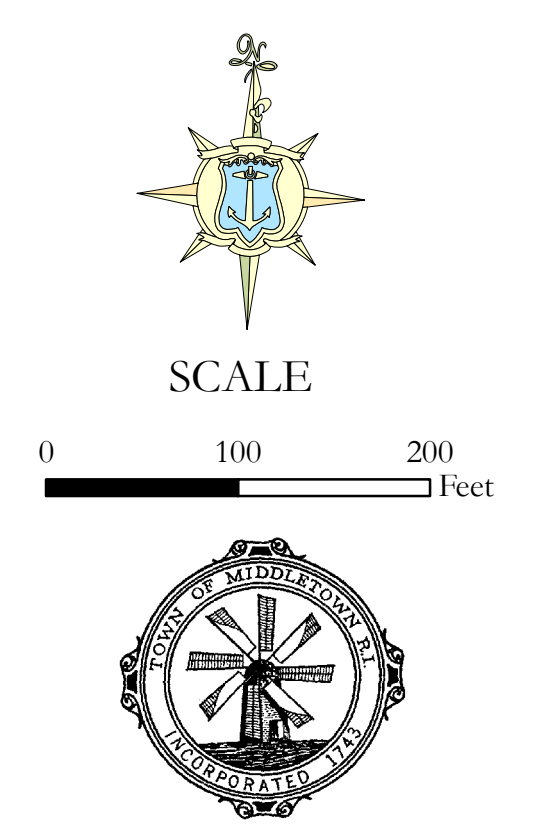 N
SCALE
0 100 200
Feet
TOWN OF MIDDLETOWN R.I.
INCORPORATED 1743